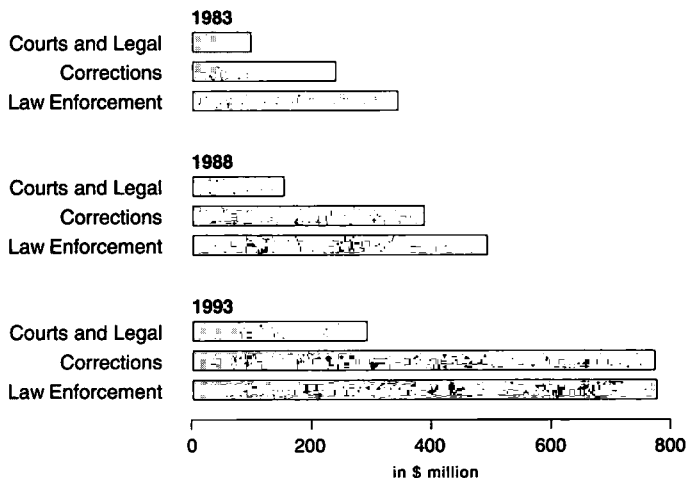 1983
Courts and Legal
Corrections
Law Enforcement
1988
Courts and Legal
Corrections
Law Enforcement
1993
Courts and Legal
Corrections
Law Enforcement
0 200 400 600 800
in $ million